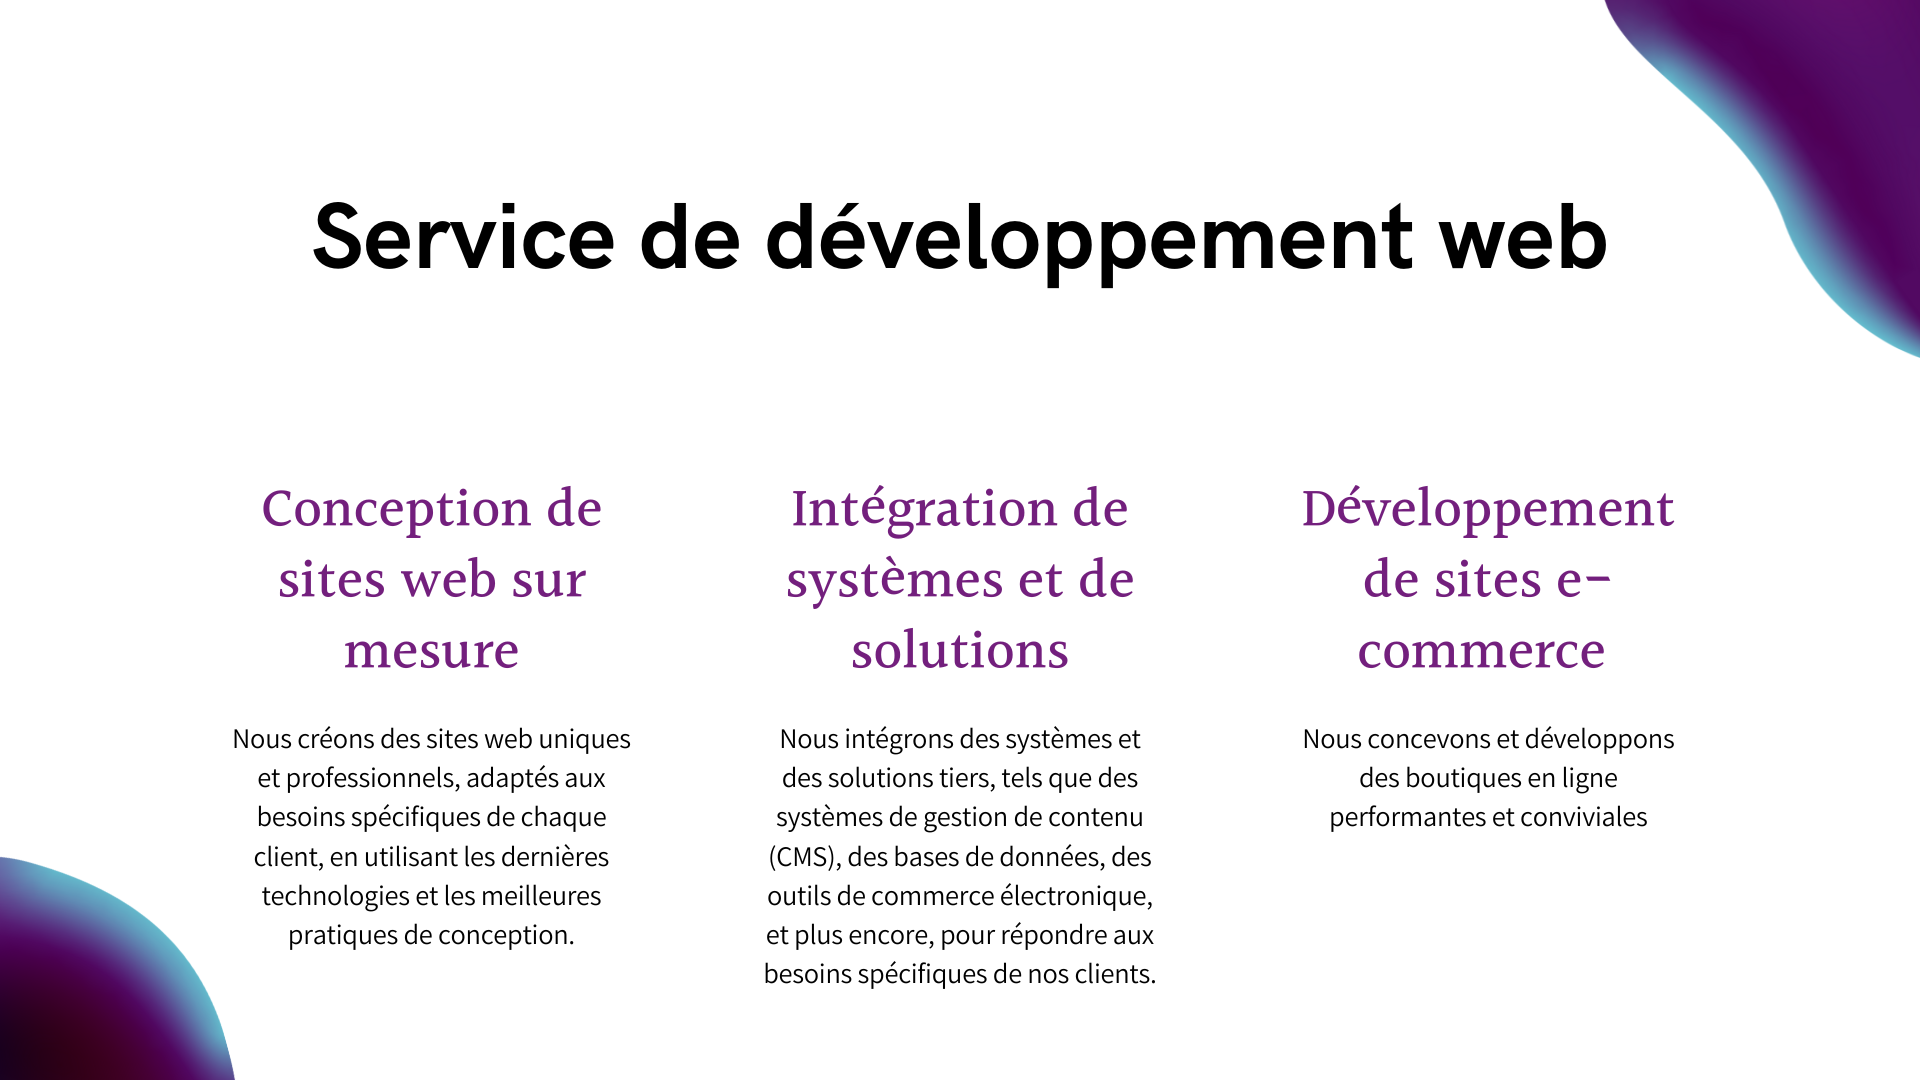 Service de développement web
Conception de
sites web sur
mesure
Nous créons des sites web uniques
et professionnels, adaptés aux
besoins spécifiques de chaque
client, en utilisant les dernières
technologies et les meilleures
pratiques de conception.
Intégration de
systèmes et de
solutions
Nous intégrons des systèmes et
des solutions tiers, tels que des
systèmes de gestion de contenu
(CMS), des bases de données, des
outils de commerce électronique,
et plus encore, pour répondre aux
besoins spécifiques de nos clients.
Développement
de sites e-
commerce
Nous concevons et développons
des boutiques en ligne
performantes et conviviales